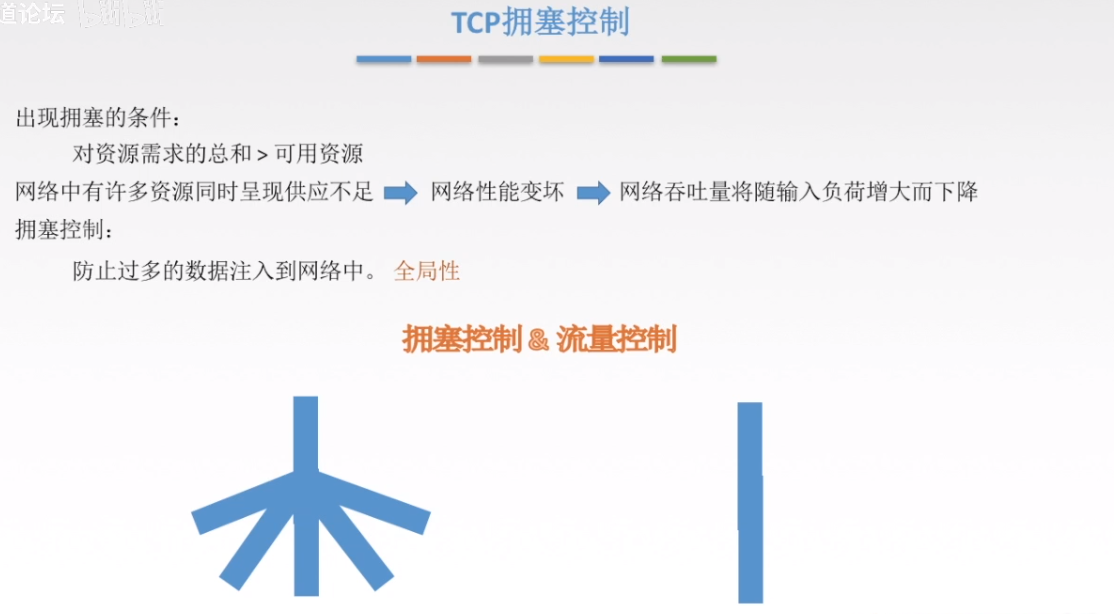 道论坛
TCP拥塞控制
出现拥塞的条件：
对资源需求的总和 > 可用资源
网络中有许多资源同时呈现供应不足 网络性能变坏 网络吞吐量将随输入负荷增大而下降
拥塞控制：
防止过多的数据注入到网络中。 全局性
拥塞控制 & 流量控制